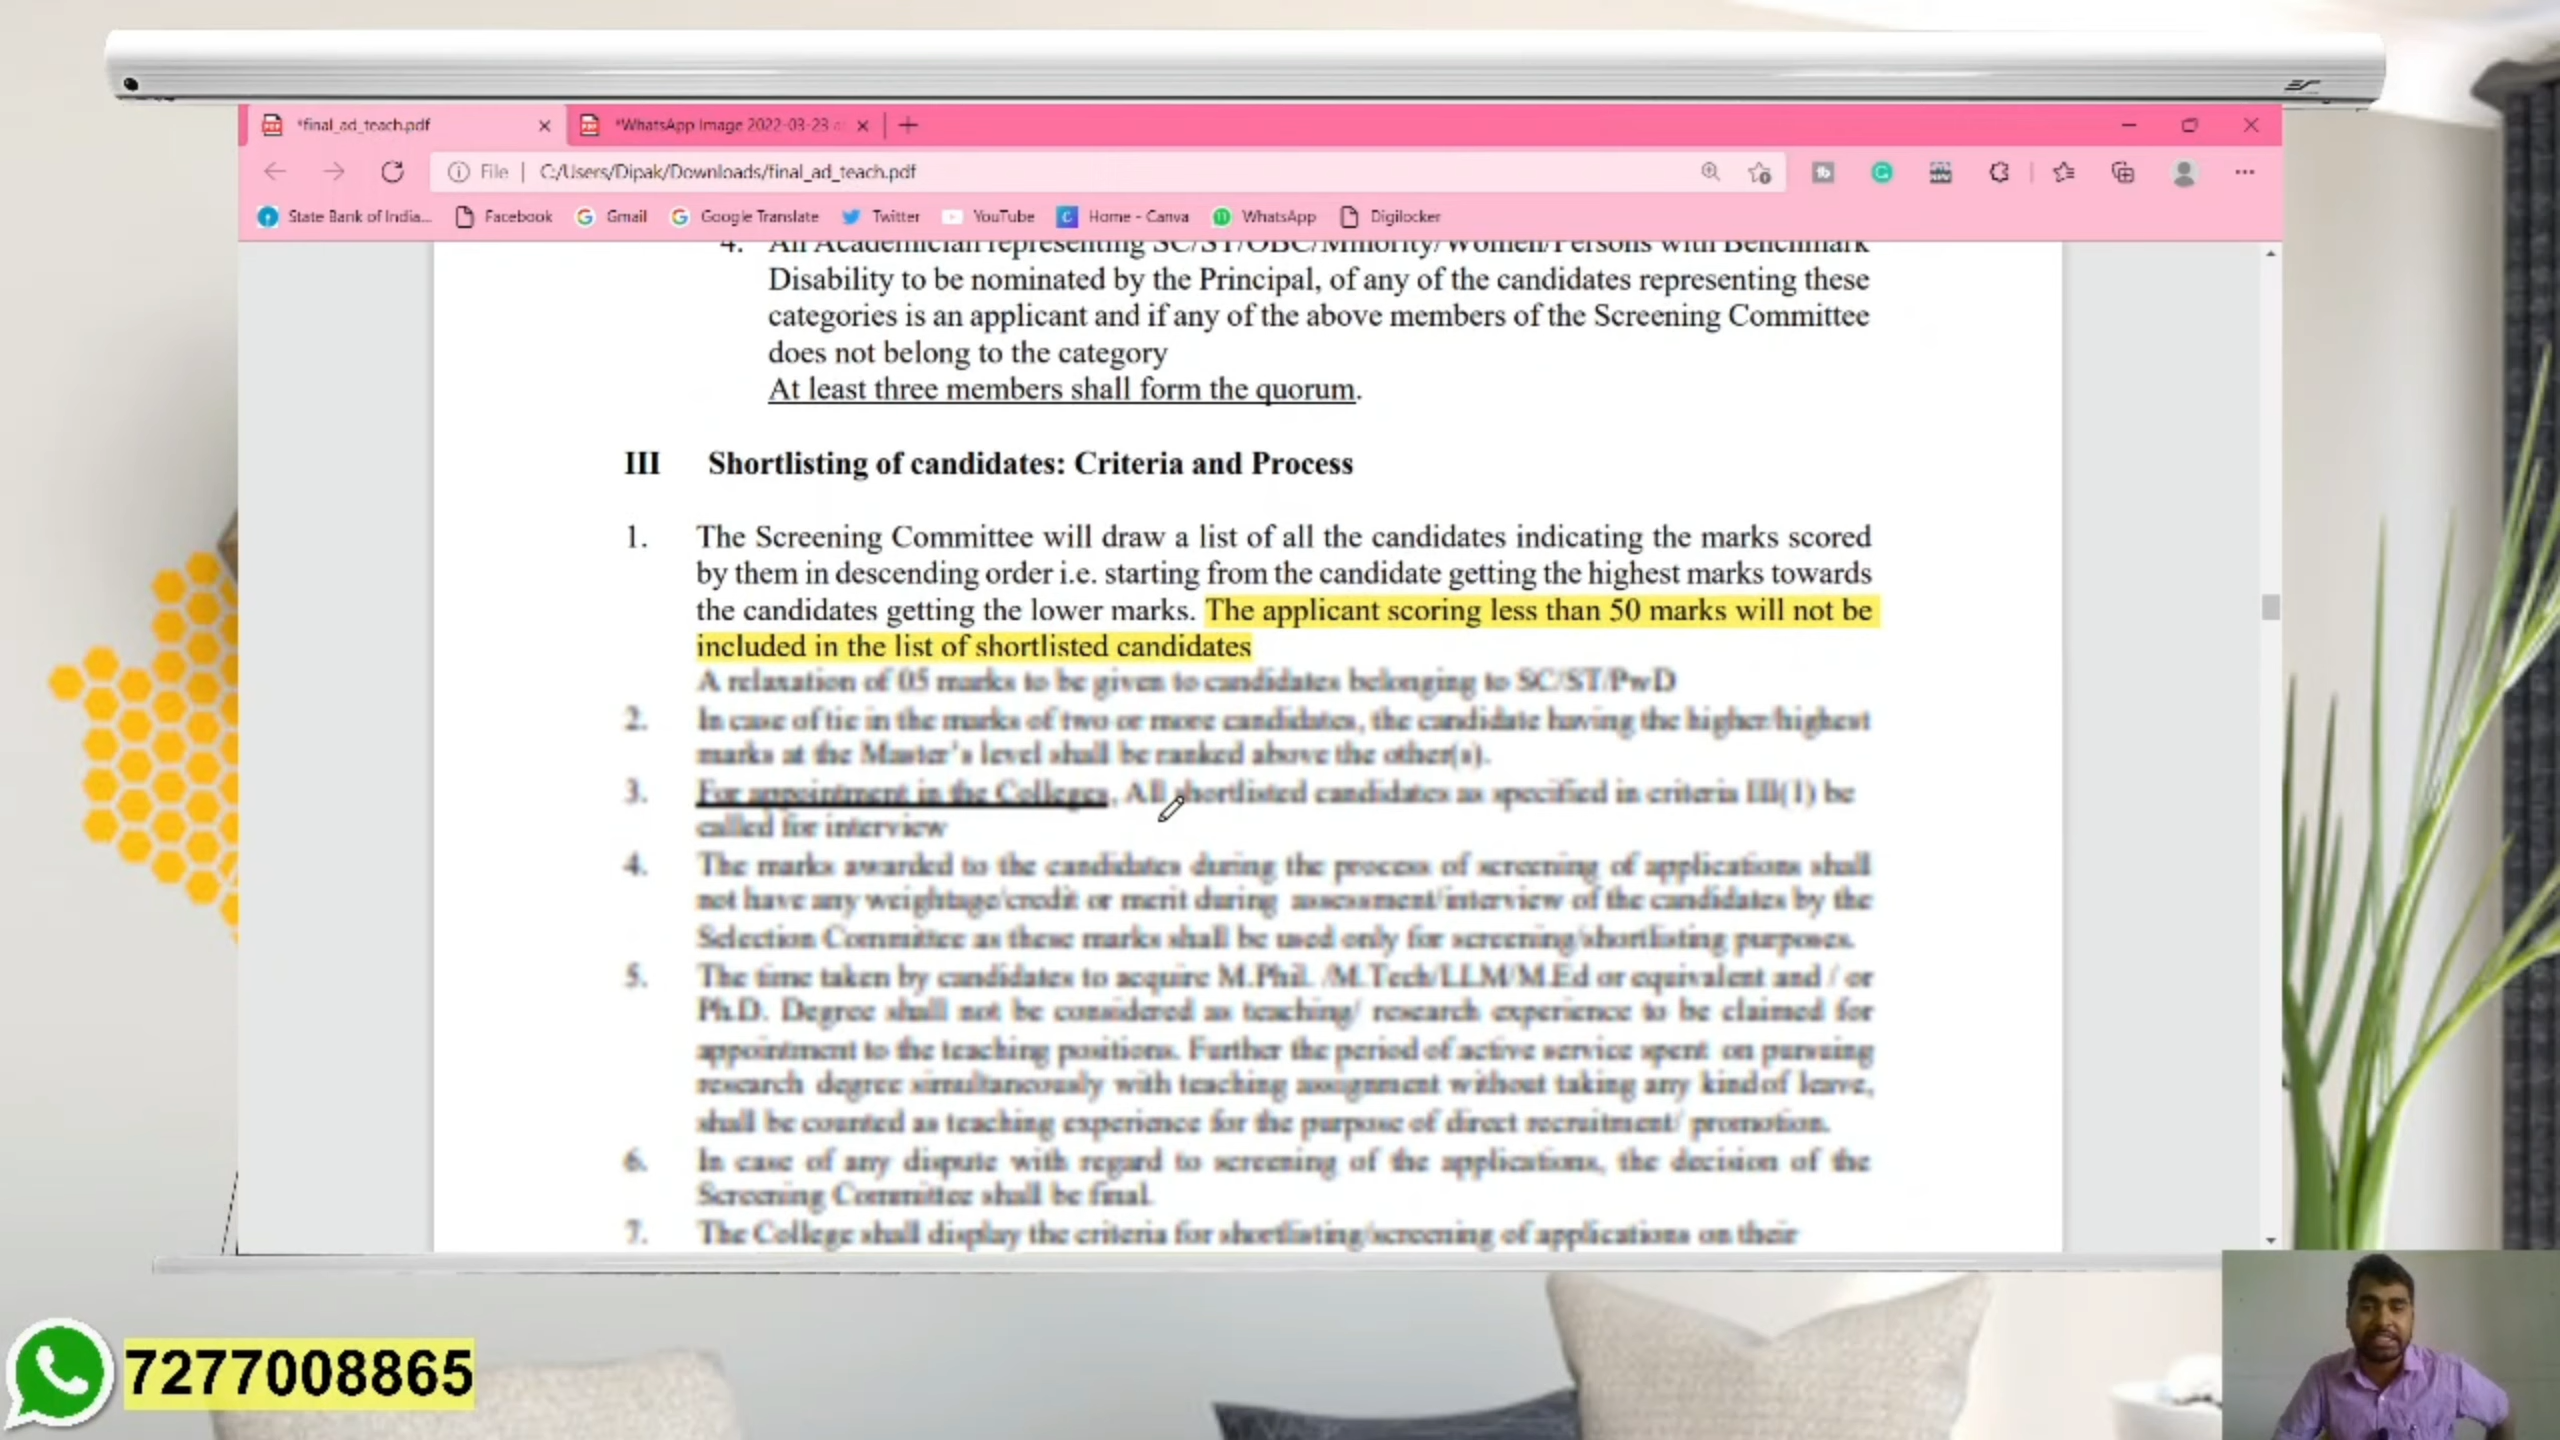 *final_ad_teach.pdf
*WhatsApp Image 2022-03-23
File | C:/Users/Dipak/Downloads/final_ad_teach.pdf
State Bank of India... Facebook Gmail Google Translate Twitter YouTube Home - Canva WhatsApp Digilocker
4. An Academician representing SC/ST/OBC/Minority/Women/Persons with Benchmark
Disability to be nominated by the Principal, of any of the candidates representing these
categories is an applicant and if any of the above members of the Screening Committee
does not belong to the category
At least three members shall form the quorum.
III Shortlisting of candidates: Criteria and Process
1. The Screening Committee will draw a list of all the candidates indicating the marks scored
by them in descending order i.e. starting from the candidate getting the highest marks towards
the candidates getting the lower marks. The applicant scoring less than 50 marks will not be
included in the list of shortlisted candidates
A relaxation of 05 marks to be given to candidates belonging to SC/ST/PwD
2. In case of tie in the marks of two or more candidates, the candidate having the higher/highest
marks at the Master's level shall be ranked above the other(s).
3. For appointment in the Colleges, All shortlisted candidates as specified in criteria III(1) be
called for interview
4. The marks awarded to the candidates during the process of screening of applications shall
not have any weightage/credit or merit during assessment/interview of the candidates by the
Selection Committee as these marks shall be used only for screening/shortlisting purposes.
5. The time taken by candidates to acquire M.Phil. /M.Tech/LLM/M.Ed or equivalent and / or
Ph.D. Degree shall not be considered as teaching/ research experience to be claimed for
appointment to the teaching positions. Further the period of active service spent on pursuing
research degree simultaneously with teaching assignment without taking any kind of leave,
shall be counted as teaching experience for the purpose of direct recruitment/ promotion.
6. In case of any dispute with regard to screening of the applications, the decision of the
Screening Committee shall be final.
7. The College shall display the criteria for shortlisting/screening of applications on their
7277008865